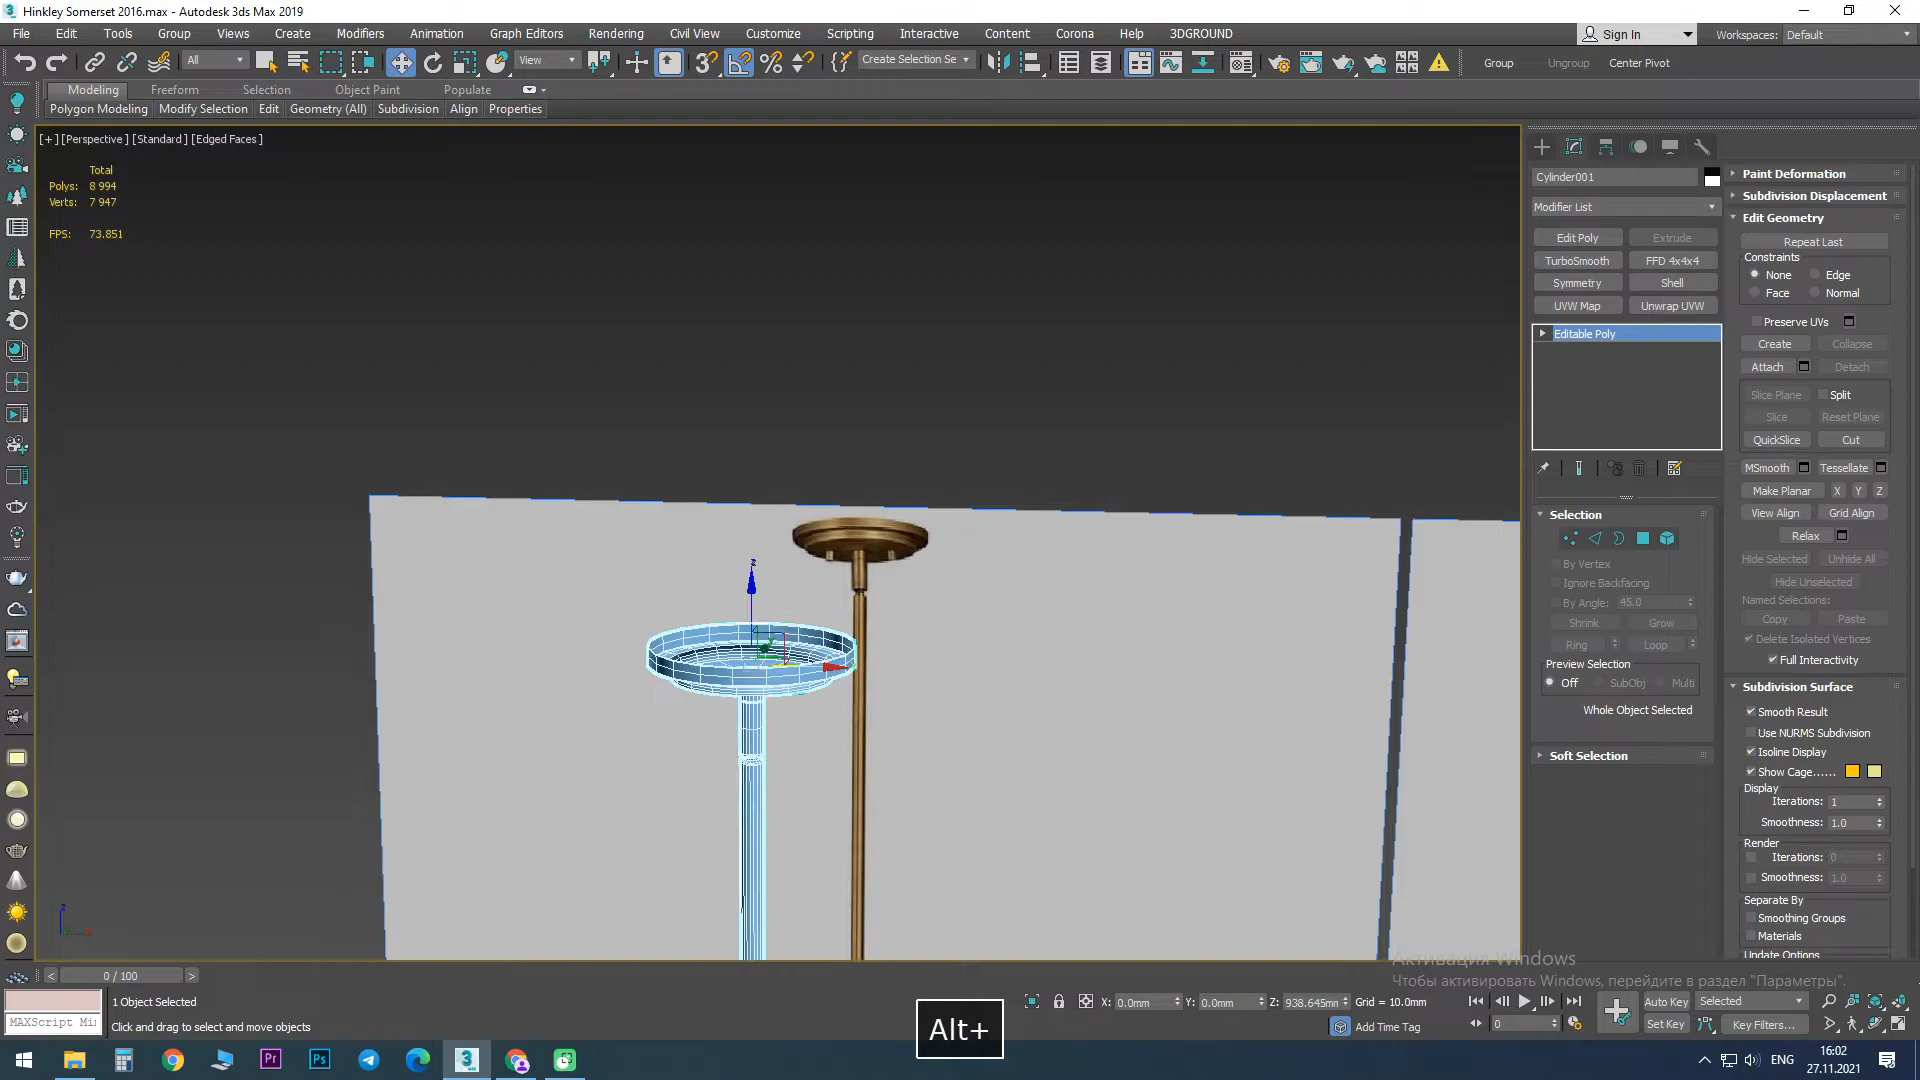 Hinkley Somerset 2016.max - Autodesk 3ds Max 2019
File Edit Tools Group Views Create Modifiers Animation Graph Editors Rendering Civil View Customize Scripting Interactive Content Corona Help 3DGROUND Sign In Workspaces: Default
All View Create Selection Se Group Ungroup Center Pivot
Modeling Freeform Selection Object Paint Populate
Polygon Modeling Modify Selection Edit Geometry (All) Subdivision Align Properties
[+] [Perspective] [Standard] [Edged Faces]
Total
Polys: 8 994
Verts: 7 947
FPS: 73.851
Cylinder001
Modifier List
Edit Poly Extrude
TurboSmooth FFD 4x4x4
Symmetry Shell
UVW Map Unwrap UVW
Editable Poly
Selection
By Vertex
Ignore Backfacing
By Angle: 45.0
Shrink Grow
Ring Loop
Preview Selection
Off SubObj Multi
Whole Object Selected
Soft Selection
Paint Deformation
Subdivision Displacement
Edit Geometry
Repeat Last
Constraints
None Edge
Face Normal
Preserve UVs
Create Collapse
Attach Detach
Slice Plane Split
Slice Reset Plane
QuickSlice Cut
MSmooth Tessellate
Make Planar X Y Z
View Align Grid Align
Relax
Hide Selected Unhide All
Hide Unselected
Named Selections:
Copy Paste
Delete Isolated Vertices
Full Interactivity
Subdivision Surface
Smooth Result
Use NURMS Subdivision
Isoline Display
Show Cage......
Display
Iterations: 1
Smoothness: 1.0
Render
Iterations: 0
Smoothness: 1.0
Separate By
Smoothing Groups
Materials
Update Options
z
z
Активация Windows
Чтобы активировать Windows, перейдите в раздел "Параметры".
< 0 / 100 >
1 Object Selected
MAXScript Mi
Click and drag to select and move objects
Alt+
X: 0.0mm Y: 0.0mm Z: 938.645mm Grid = 10.0mm
Add Time Tag
0
Auto Key Selected
Set Key Key Filters...
Pr Ps 3
ENG
16:02
27.11.2021